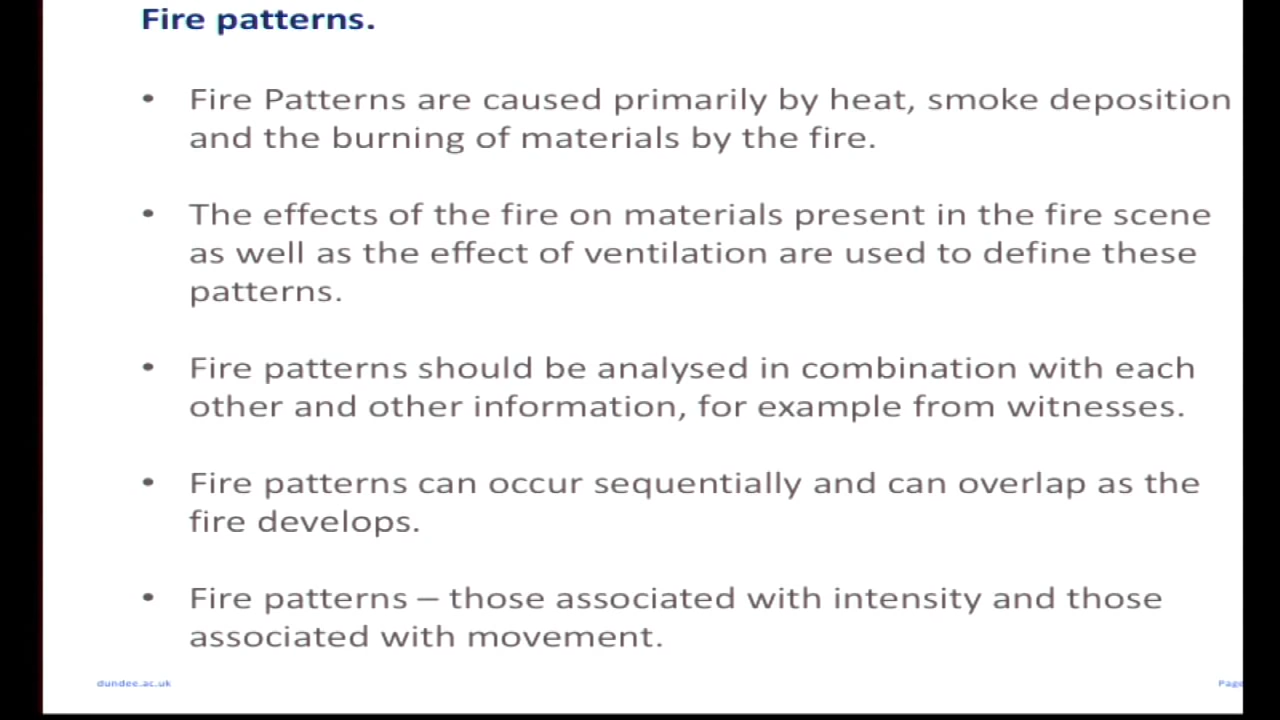 Fire patterns.
• Fire Patterns are caused primarily by heat, smoke deposition
and the burning of materials by the fire.
• The effects of the fire on materials present in the fire scene
as well as the effect of ventilation are used to define these
patterns.
• Fire patterns should be analysed in combination with each
other and other information, for example from witnesses.
• Fire patterns can occur sequentially and can overlap as the
fire develops.
• Fire patterns – those associated with intensity and those
associated with movement.
dundee.ac.uk
Page